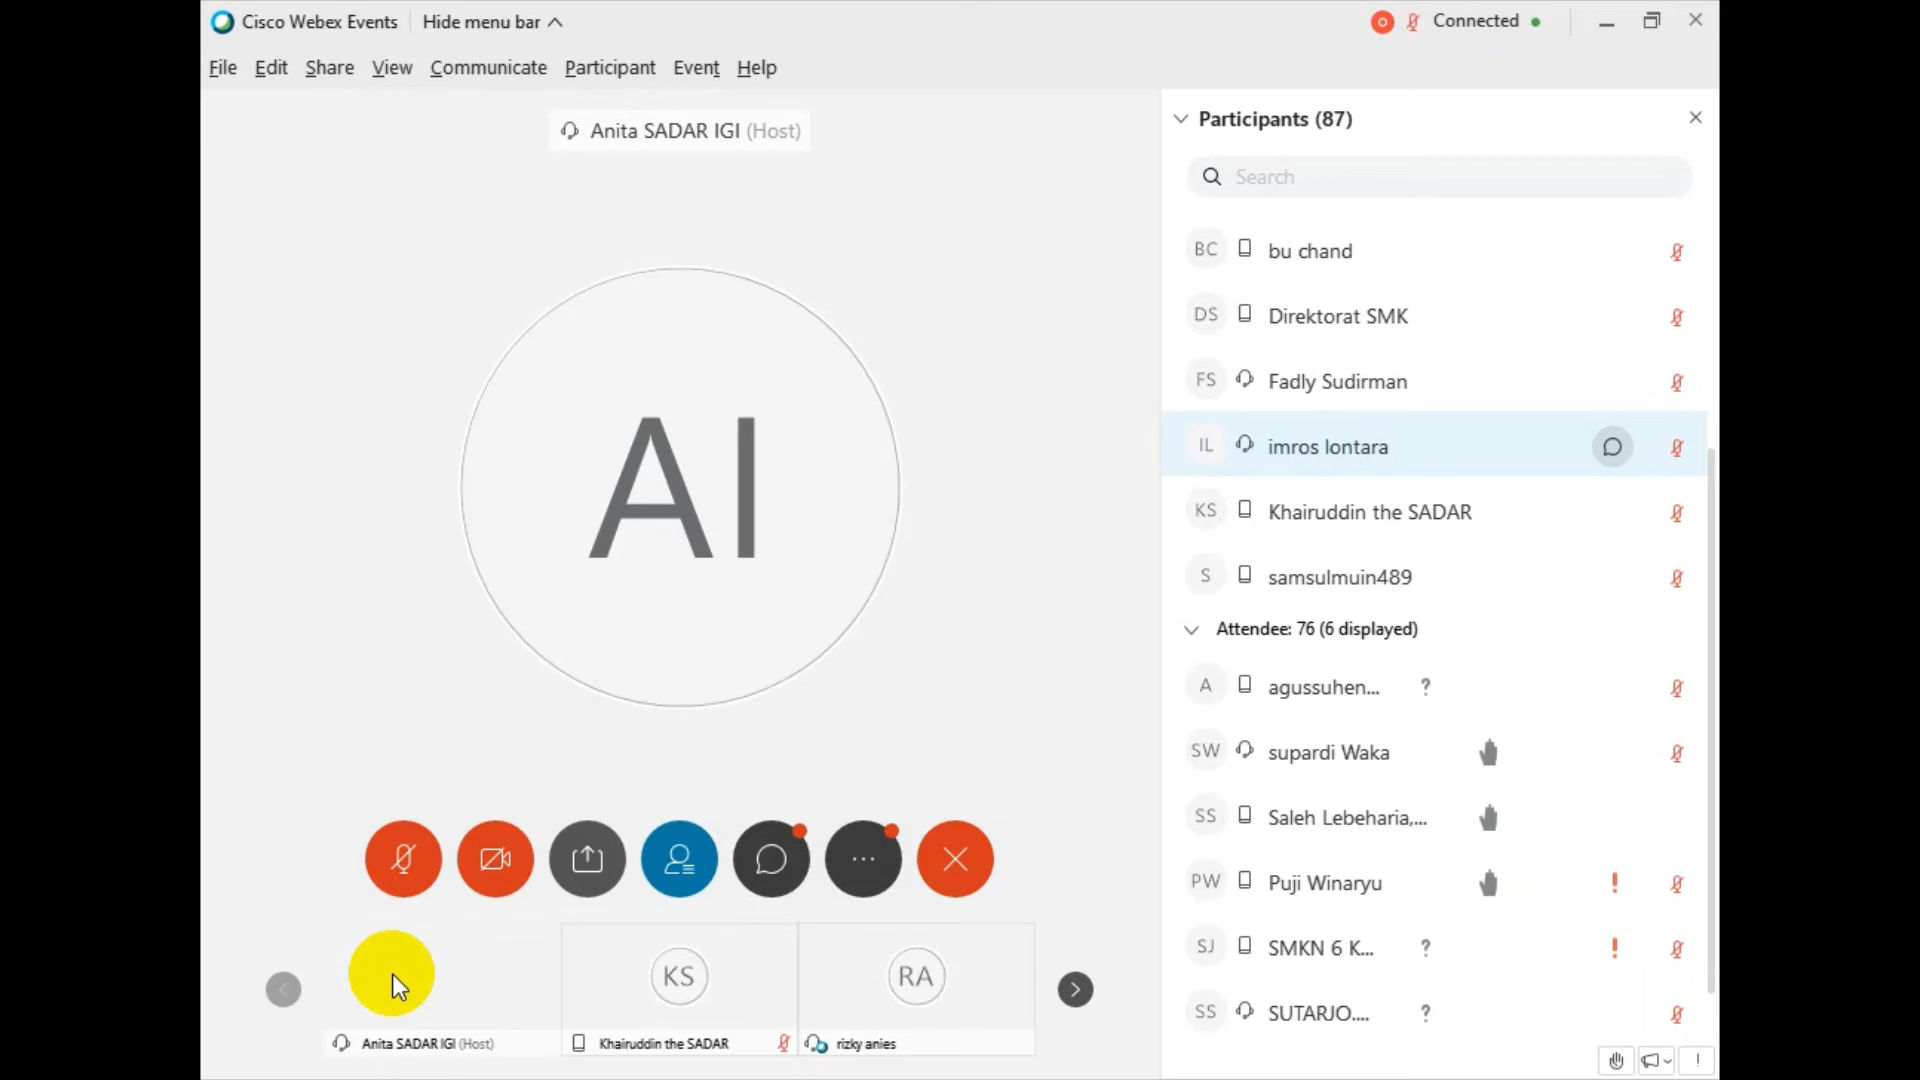 Cisco Webex Events
Hide menu bar
Connected
File Edit Share View Communicate Participant Event Help
Anita SADAR IGI (Host)
AI
Participants (87)
Search
BC bu chand
DS Direktorat SMK
FS Fadly Sudirman
IL imros lontara
KS Khairuddin the SADAR
S samsulmuin489
Attendee: 76 (6 displayed)
A agussuhen... ?
SW supardi Waka
SS Saleh Lebeharia,...
PW Puji Winaryu !
SJ SMKN 6 K... ? !
SS SUTARJO.... ?
KS
RA
Anita SADAR IGI (Host)
Khairuddin the SADAR
rizky anies
!